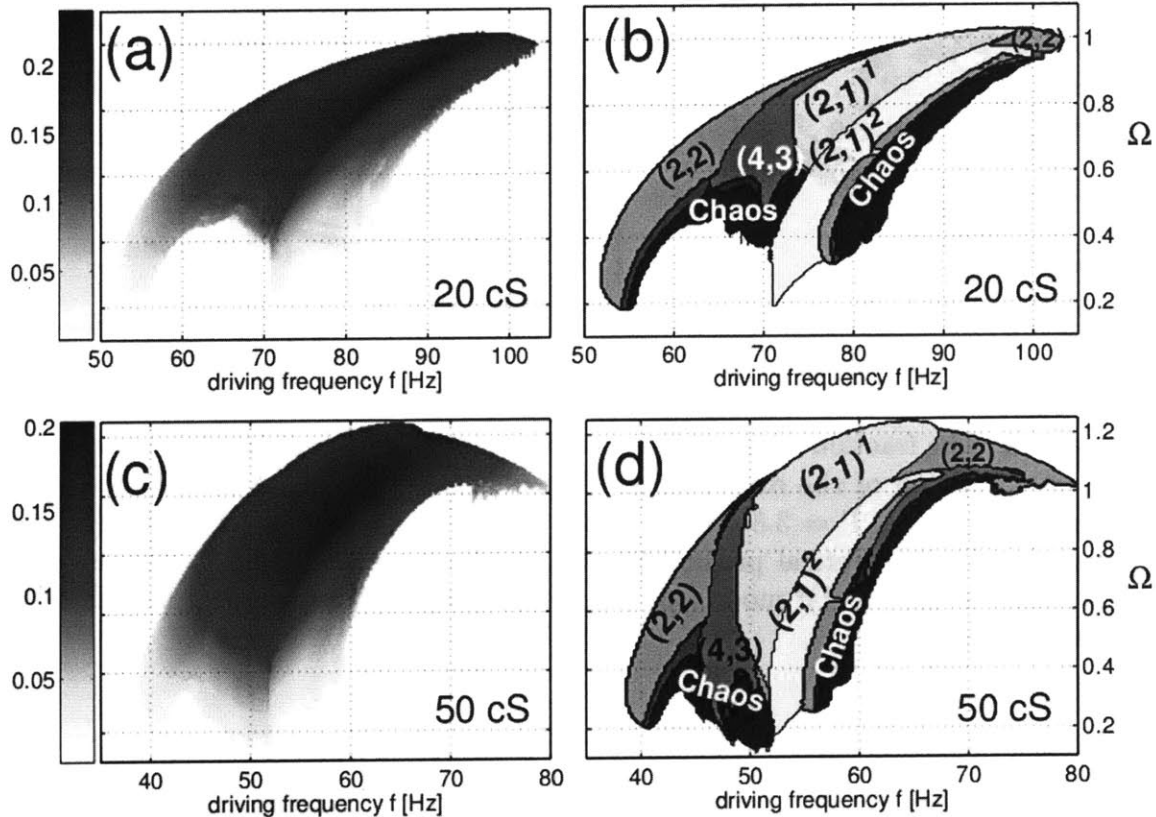 (a)
0.2
0.15
0.1
0.05
20 cS
50 60 70 80 90 100
driving frequency f [Hz]
(b)
(2,2)
(2,1)¹
(2,1)²
(4,3)
(2,2)
Chaos
Chaos
20 cS
1
0.8
0.6
0.4
0.2
Ω
50 60 70 80 90 100
driving frequency f [Hz]
(c)
0.2
0.15
0.1
0.05
50 cS
40 50 60 70 80
driving frequency f [Hz]
(d)
(2,1)¹
(2,2)
(2,1)²
(2,2)
(4,3)
Chaos
Chaos
50 cS
1.2
1
0.8
0.6
0.4
0.2
Ω
40 50 60 70 80
driving frequency f [Hz]